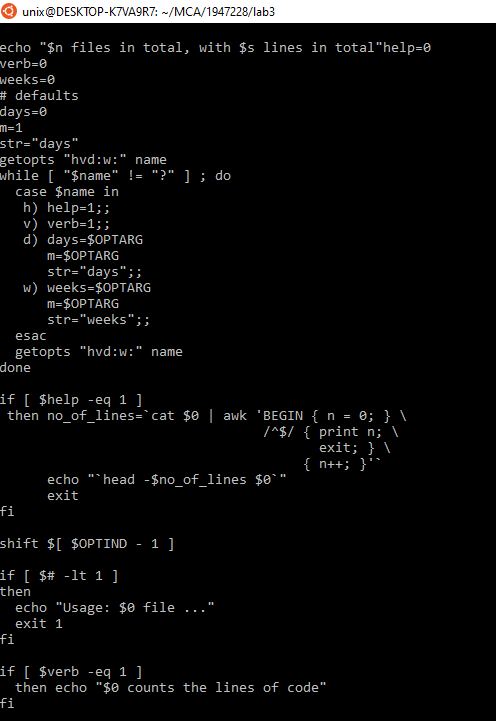 unix@DESKTOP-K7VA9R7: ~/MCA/1947228/lab3
echo "$n files in total, with $s lines in total"help=0
verb=0
weeks=0
# defaults
days=0
m=1
str="days"
getopts "hvd:w:" name
while [ "$name" != "?" ] ; do
  case $name in
   h) help=1;;
   v) verb=1;;
   d) days=$OPTARG
      m=$OPTARG
      str="days";;
   w) weeks=$OPTARG
      m=$OPTARG
      str="weeks";;
  esac
  getopts "hvd:w:" name
done

if [ $help -eq 1 ]
 then no_of_lines=`cat $0 | awk 'BEGIN { n = 0; } \
                                 /^$/ { print n; \
                                        exit; } \
                                      { n++; }'`
      echo "`head -$no_of_lines $0`"
      exit
fi

shift $[ $OPTIND - 1 ]

if [ $# -lt 1 ]
then
  echo "Usage: $0 file ..."
  exit 1
fi

if [ $verb -eq 1 ]
  then echo "$0 counts the lines of code"
fi